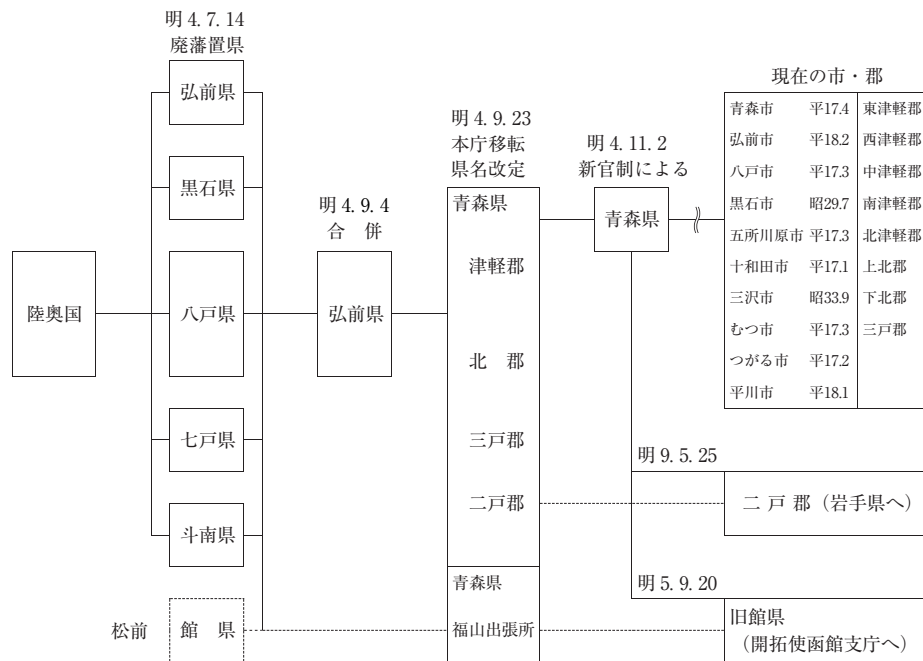 明 4.7.14
廃藩置県
弘前県
黒石県
陸奥国
八戸県
七戸県
斗南県
松前
館 県
明 4.9.4
合 併
弘前県
明 4.9.23
本庁移転
県名改定
青森県
津軽郡
北 郡
三戸郡
二戸郡
青森県
福山出張所
明 4.11.2
新官制による
青森県
現在の市・郡
青森市 平17.4 東津軽郡
弘前市 平18.2 西津軽郡
八戸市 平17.3 中津軽郡
黒石市 昭29.7 南津軽郡
五所川原市 平17.3 北津軽郡
十和田市 平17.1 上北郡
三沢市 昭33.9 下北郡
むつ市 平17.3 三戸郡
つがる市 平17.2
平川市 平18.1
明 9.5.25
二 戸 郡（岩手県へ）
明 5.9.20
旧館県
（開拓使函館支庁へ）